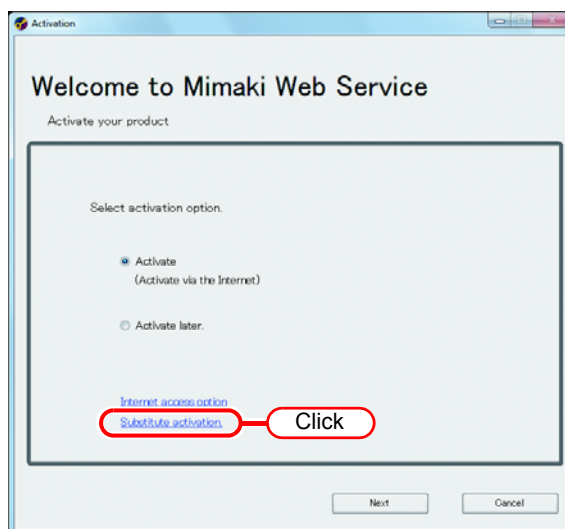 Activation
Welcome to Mimaki Web Service
Activate your product
Select activation option.
Activate
(Activate via the Internet)
Activate later.
Internet access option
Substitute activation.
Click
Next
Cancel